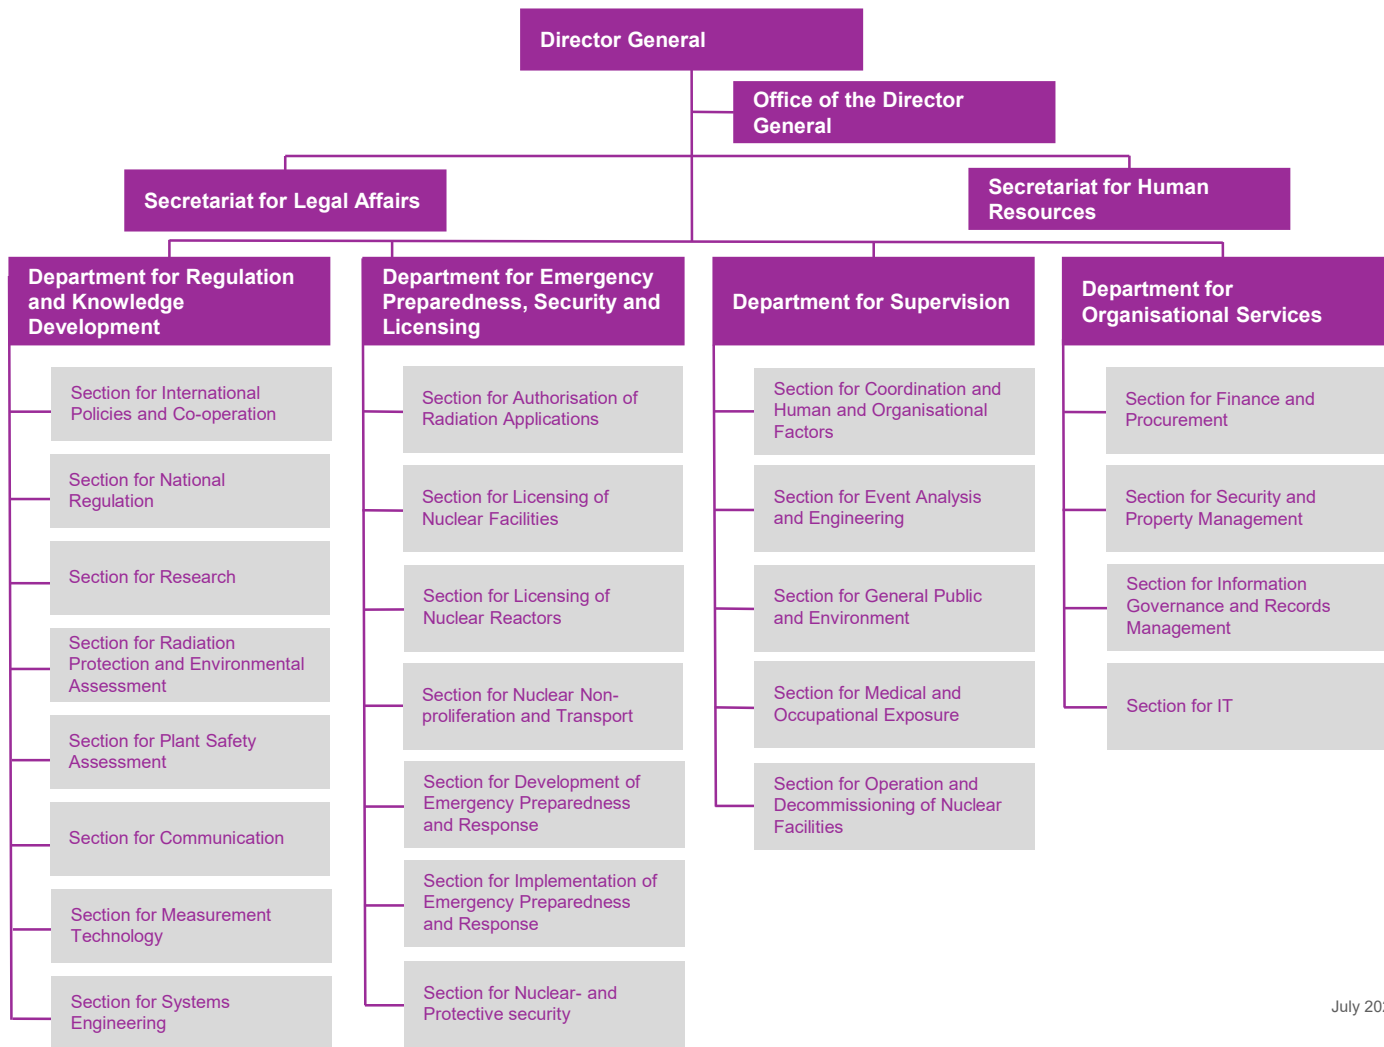 Director General
Office of the Director
General
Secretariat for Legal Affairs
Secretariat for Human
Resources
Department for Regulation
and Knowledge
Development
Section for International
Policies and Co-operation
Section for National
Regulation
Section for Research
Section for Radiation
Protection and Environmental
Assessment
Section for Plant Safety
Assessment
Section for Communication
Section for Measurement
Technology
Section for Systems
Engineering
Department for Emergency
Preparedness, Security and
Licensing
Section for Authorisation of
Radiation Applications
Section for Licensing of
Nuclear Facilities
Section for Licensing of
Nuclear Reactors
Section for Nuclear Non-
proliferation and Transport
Section for Development of
Emergency Preparedness
and Response
Section for Implementation of
Emergency Preparedness
and Response
Section for Nuclear- and
Protective security
Department for Supervision
Section for Coordination and
Human and Organisational
Factors
Section for Event Analysis
and Engineering
Section for General Public
and Environment
Section for Medical and
Occupational Exposure
Section for Operation and
Decommissioning of Nuclear
Facilities
Department for
Organisational Services
Section for Finance and
Procurement
Section for Security and
Property Management
Section for Information
Governance and Records
Management
Section for IT
July